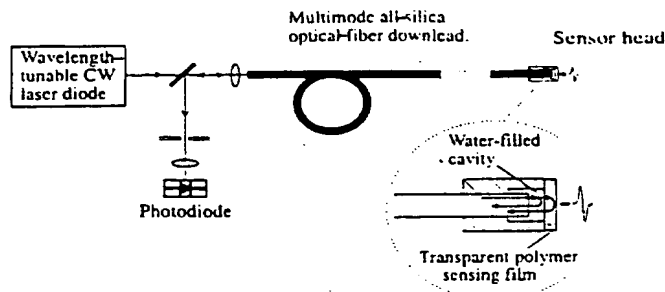 Multimode all-silica
optical-fiber downlead.
Sensor head
Wavelength-
tunable CW
laser diode
Water-filled
cavity
Photodiode
Transparent polymer
sensing film